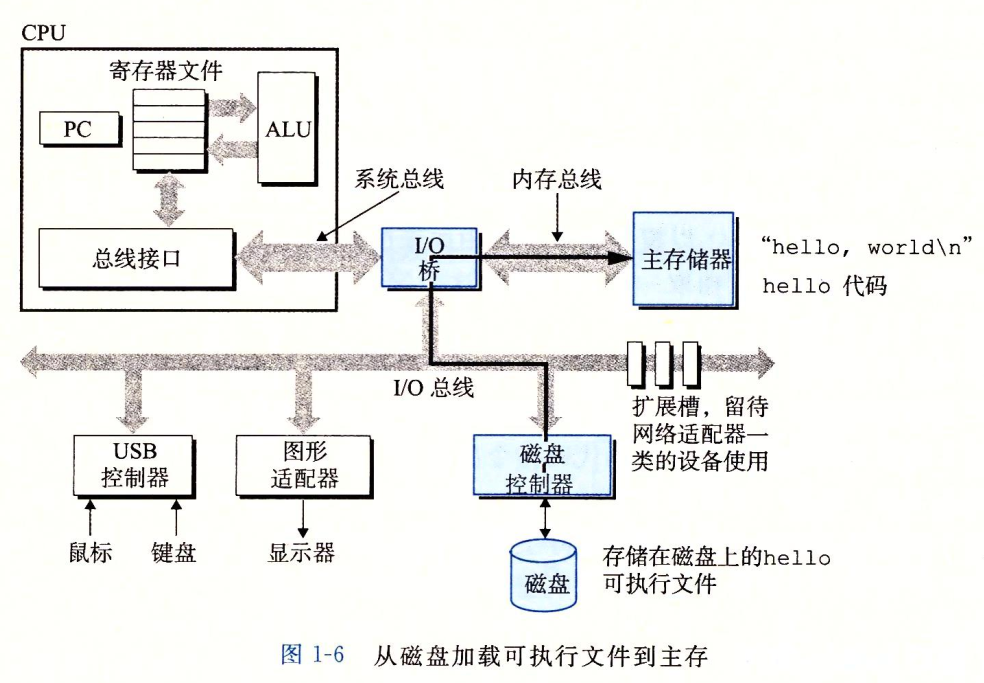 CPU
寄存器文件
PC
ALU
系统总线
内存总线
总线接口
I/O
桥
主存储器
“hello, world\n”
hello 代码
I/O 总线
扩展槽，留待
网络适配器一
类的设备使用
USB
控制器
图形
适配器
磁盘
控制器
鼠标
键盘
显示器
磁盘
存储在磁盘上的hello
可执行文件
图 1-6 从磁盘加载可执行文件到主存